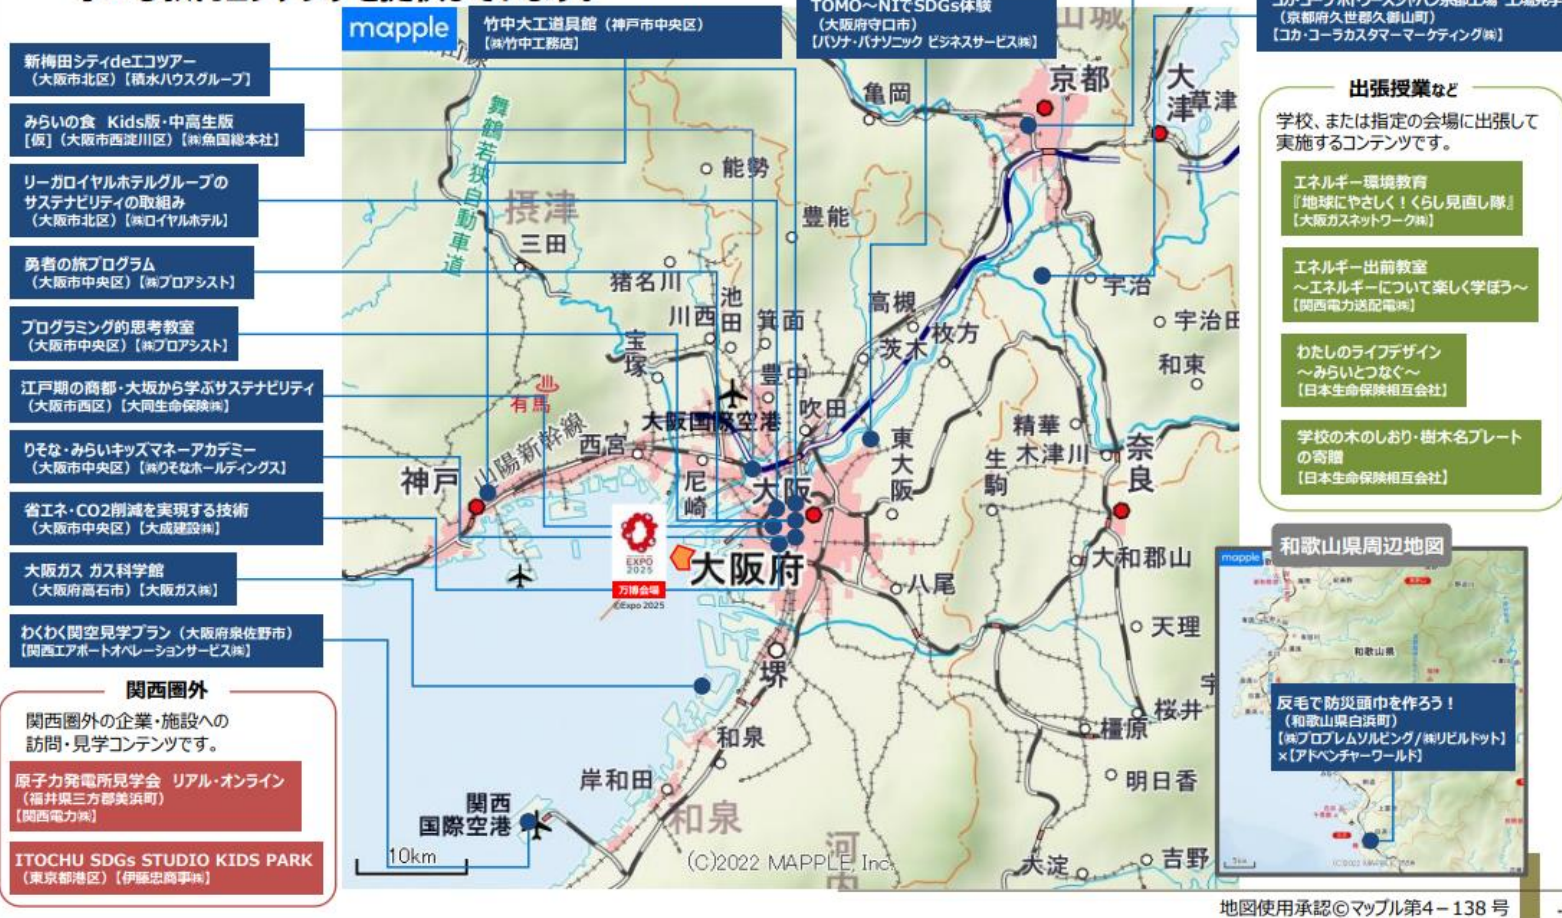 mapple
竹中大工道具館（神戸市中央区）
【㈱竹中工務店】
TOMO～NIでSDGs体験
（大阪府守口市）
【パソナ・パナソニック ビジネスサービス㈱】
（京都府久世郡久御山町）
【コカ・コーラカスタマーマーケティング㈱】
新梅田シティdeエコツアー
（大阪市北区）【積水ハウスグループ】
みらいの食 Kids版・中高生版
[仮]（大阪市西淀川区）【㈱魚国総本社】
リーガロイヤルホテルグループの
サステナビリティの取組み
（大阪市北区）【㈱ロイヤルホテル】
勇者の旅プログラム
（大阪市中央区）【㈱プロアシスト】
プログラミング的思考教室
（大阪市中央区）【㈱プロアシスト】
江戸期の商都・大坂から学ぶサステナビリティ
（大阪市西区）【大同生命保険㈱】
りそな・みらいキッズマネーアカデミー
（大阪市中央区）【㈱りそなホールディングス】
省エネ・CO2削減を実現する技術
（大阪市中央区）【大成建設㈱】
大阪ガス ガス科学館
（大阪府高石市）【大阪ガス㈱】
わくわく関空見学プラン（大阪府泉佐野市）
【関西エアポートオペレーションサービス㈱】
関西圏外
関西圏外の企業・施設への
訪問・見学コンテンツです。
原子力発電所見学会 リアル・オンライン
（福井県三方郡美浜町）
【関西電力㈱】
ITOCHU SDGs STUDIO KIDS PARK
（東京都港区）【伊藤忠商事㈱】
山城
京都
大津
草津
亀岡
舞鶴若狭自動車道
能勢
摂津
豊能
三田
猪名川
池田
川西
箕面
高槻
宇治
宇治田
枚方
茨木
和東
宝塚
豊中
有馬
大阪国際空港
吹田
山陽新幹線
西宮
東大阪
精華
木津川
奈良
神戸
尼崎
大阪
生駒
EXPO
2025
万博会場
©Expo 2025
大阪府
大和郡山
八尾
天理
堺
桜井
和泉
橿原
岸和田
明日香
関西
国際空港
和泉
河内
10km
(C)2022 MAPPLE, Inc.
大淀
吉野
出張授業など
学校、または指定の会場に出張して
実施するコンテンツです。
エネルギー環境教育
『地球にやさしく！くらし見直し隊』
【大阪ガスネットワーク㈱】
エネルギー出前教室
～エネルギーについて楽しく学ぼう～
【関西電力送配電㈱】
わたしのライフデザイン
～みらいとつなぐ～
【日本生命保険相互会社】
学校の木のしおり・樹木名プレート
の寄贈
【日本生命保険相互会社】
和歌山県周辺地図
mapple
和歌山県
反毛で防災頭巾を作ろう！
（和歌山県白浜町）
【㈱プロブレムソルビング/㈱リビルドット】
×【アドベンチャーワールド】
5km
地図使用承認©マップル第4－138 号